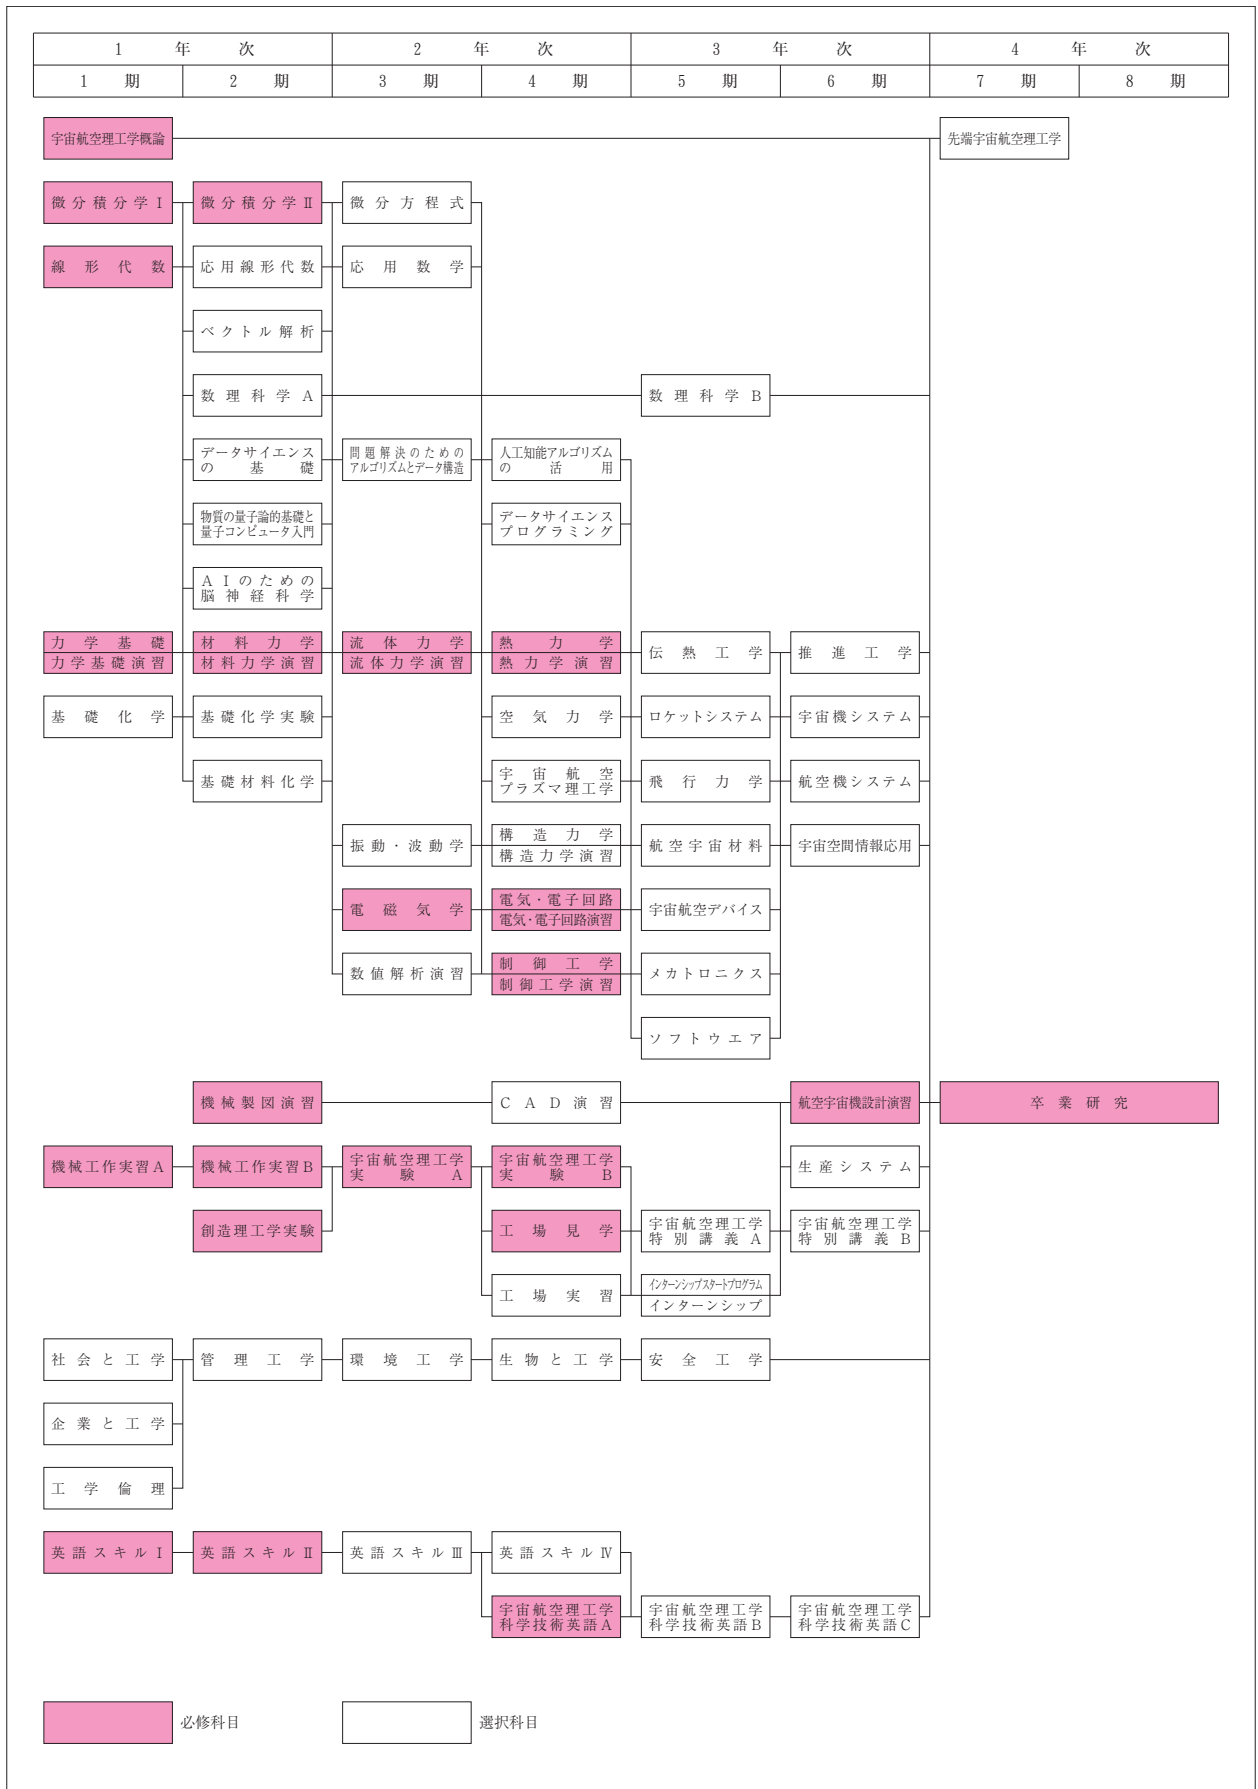 1 年 次 2 年 次 3 年 次 4 年 次
1 期 2 期 3 期 4 期 5 期 6 期 7 期 8 期
宇宙航空理工学概論 先端宇宙航空理工学
微分積分学Ⅰ 微分積分学Ⅱ 微分方程式
線形代数 応用線形代数 応用数学
ベクトル解析
数理科学A 数理科学B
データサイエンス
の基礎
問題解決のための
アルゴリズムとデータ構造
人工知能アルゴリズム
の活用
物質の量子論的基礎と
量子コンピュータ入門
データサイエンス
プログラミング
AIのための
脳神経科学
力学基礎 材料力学 流体力学 熱力学
力学基礎演習 材料力学演習 流体力学演習 熱力学演習
伝熱工学 推進工学
基礎化学 基礎化学実験 空気力学 ロケットシステム 宇宙機システム
基礎材料化学
宇宙航空
プラズマ理工学
飛行力学 航空機システム
振動・波動学
構造力学
構造力学演習
航空宇宙材料 宇宙空間情報応用
電磁気学
電気・電子回路
電気・電子回路演習
宇宙航空デバイス
数値解析演習
制御工学
制御工学演習
メカトロニクス
ソフトウエア
機械製図演習 CAD演習 航空宇宙機設計演習 卒業研究
機械工作実習A 機械工作実習B
宇宙航空理工学
実験A
宇宙航空理工学
実験B
生産システム
創造理工学実験 工場見学
宇宙航空理工学
特別講義A
宇宙航空理工学
特別講義B
工場実習
インターンシップスタートプログラム
インターンシップ
社会と工学 管理工学 環境工学 生物と工学 安全工学
企業と工学
工学倫理
英語スキルⅠ 英語スキルⅡ 英語スキルⅢ 英語スキルⅣ
宇宙航空理工学
科学技術英語A
宇宙航空理工学
科学技術英語B
宇宙航空理工学
科学技術英語C
必修科目 選択科目